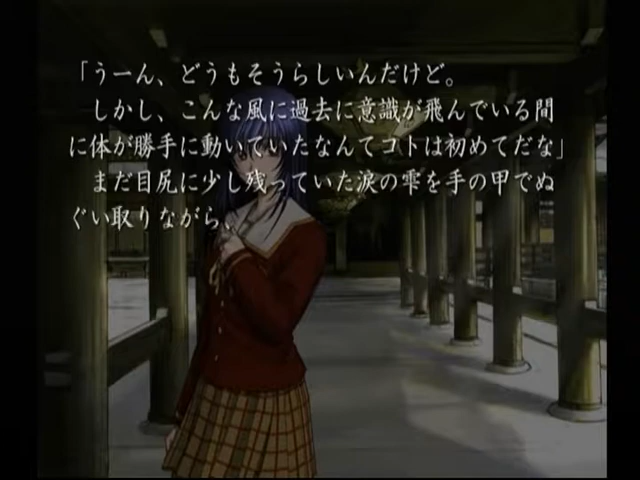 「うーん、どうもそうらしいんだけど。
しかし、こんな風に過去に意識が飛んでいる間
に体が勝手に動いていたなんてコトは初めてだな」
まだ目尻に少し残っていた涙の雫を手の甲でぬ
ぐい取りながら、